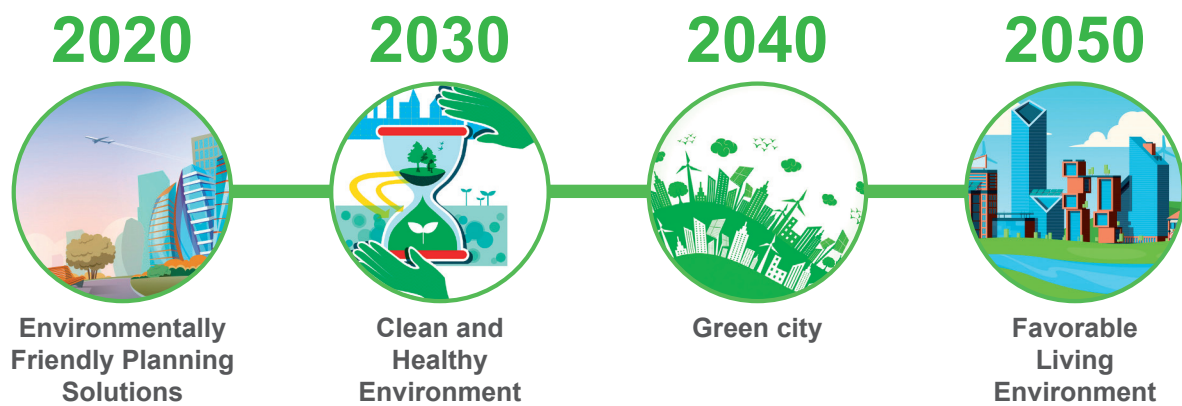 2020
Environmentally
Friendly Planning
Solutions
2030
Clean and
Healthy
Environment
2040
Green city
2050
Favorable
Living
Environment